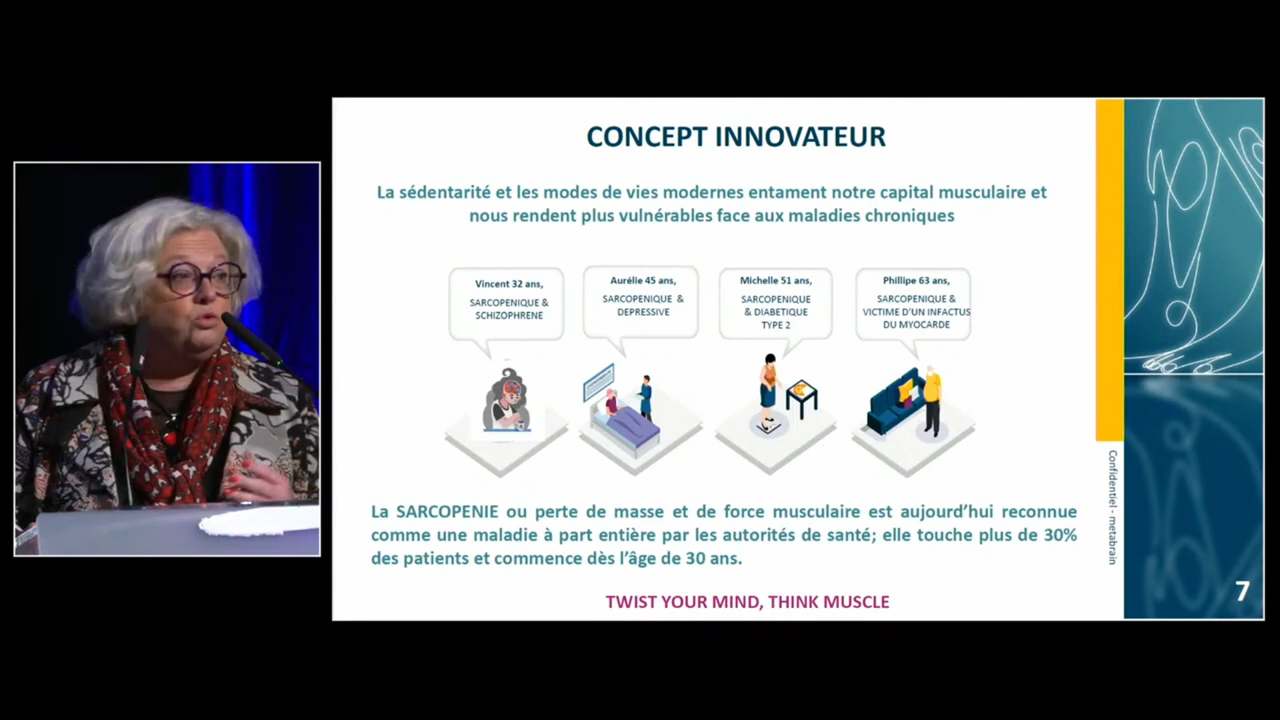 CONCEPT INNOVATEUR
La sédentarité et les modes de vies modernes entament notre capital musculaire et
nous rendent plus vulnérables face aux maladies chroniques
Vincent 32 ans,
SARCOPENIQUE &
SCHIZOPHRENE
Aurélie 45 ans,
SARCOPENIQUE &
DEPRESSIVE
Michelle 51 ans,
SARCOPENIQUE
& DIABETIQUE
TYPE 2
Phillipe 63 ans,
SARCOPENIQUE &
VICTIME D'UN INFACTUS
DU MYOCARDE
La SARCOPENIE ou perte de masse et de force musculaire est aujourd'hui reconnue
comme une maladie à part entière par les autorités de santé; elle touche plus de 30%
des patients et commence dès l'âge de 30 ans.
TWIST YOUR MIND, THINK MUSCLE
Confidentiel - metabrain
7